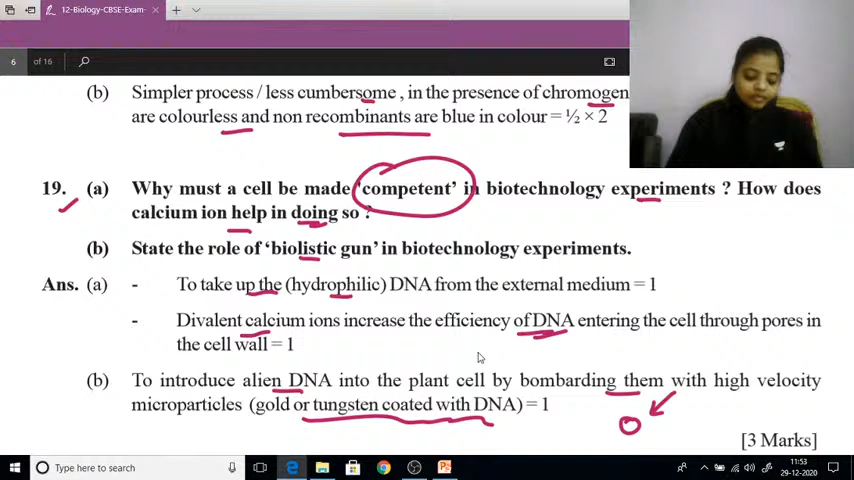 12-Biology-CBSE-Exam-
6 of 16
(b) Simpler process / less cumbersome , in the presence of chromogen
are colourless and non recombinants are blue in colour = ½ × 2
19. (a) Why must a cell be made ‘competent’ in biotechnology experiments ? How does
calcium ion help in doing so ?
(b) State the role of ‘biolistic gun’ in biotechnology experiments.
Ans. (a) - To take up the (hydrophilic) DNA from the external medium = 1
- Divalent calcium ions increase the efficiency of DNA entering the cell through pores in
the cell wall = 1
(b) To introduce alien DNA into the plant cell by bombarding them with high velocity
microparticles (gold or tungsten coated with DNA) = 1
[3 Marks]
Type here to search
11:53
29-12-2020